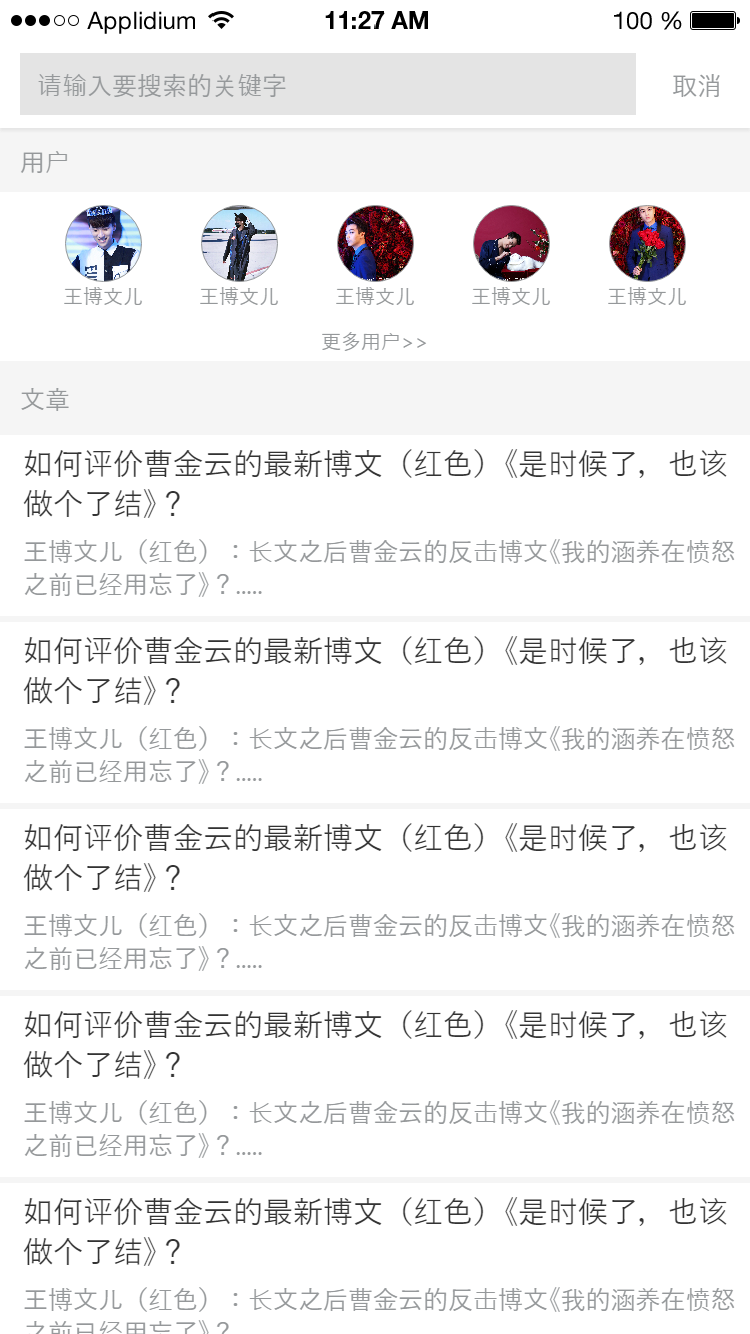 Applidium 11:27 AM 100 %
请输入要搜索的关键字 取消
用户
王博文儿 王博文儿 王博文儿 王博文儿 王博文儿
更多用户>>
文章
如何评价曹金云的最新博文（红色）《是时候了，也该
做个了结》？
王博文儿（红色）：长文之后曹金云的反击博文《我的涵养在愤怒
之前已经用忘了》？.....
如何评价曹金云的最新博文（红色）《是时候了，也该
做个了结》？
王博文儿（红色）：长文之后曹金云的反击博文《我的涵养在愤怒
之前已经用忘了》？.....
如何评价曹金云的最新博文（红色）《是时候了，也该
做个了结》？
王博文儿（红色）：长文之后曹金云的反击博文《我的涵养在愤怒
之前已经用忘了》？.....
如何评价曹金云的最新博文（红色）《是时候了，也该
做个了结》？
王博文儿（红色）：长文之后曹金云的反击博文《我的涵养在愤怒
之前已经用忘了》？.....
如何评价曹金云的最新博文（红色）《是时候了，也该
做个了结》？
王博文儿（红色）：长文之后曹金云的反击博文《我的涵养在愤怒
之前已经用忘了》？